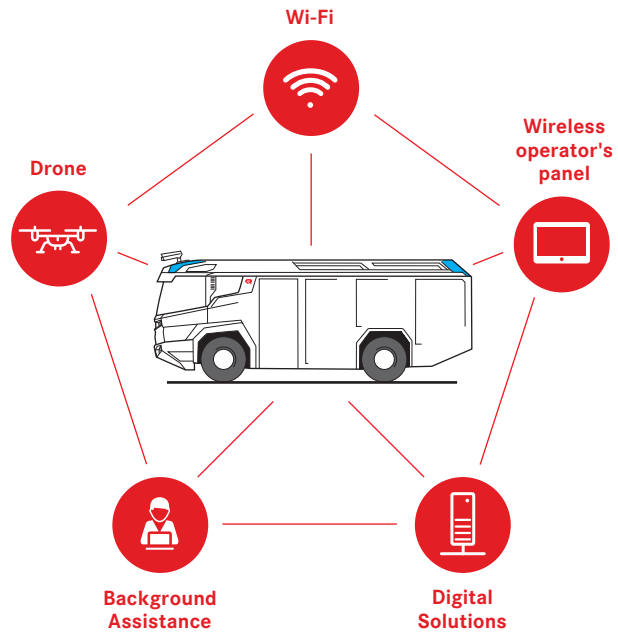 Wi-Fi
Wireless
operator's
panel
Drone
Background
Assistance
Digital
Solutions